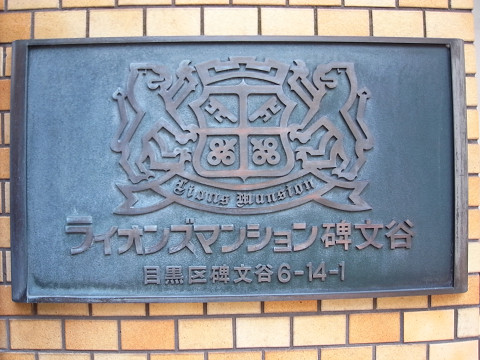 Lions Mansion
ライオンズマンション碑文谷
目黒区碑文谷6-14-1